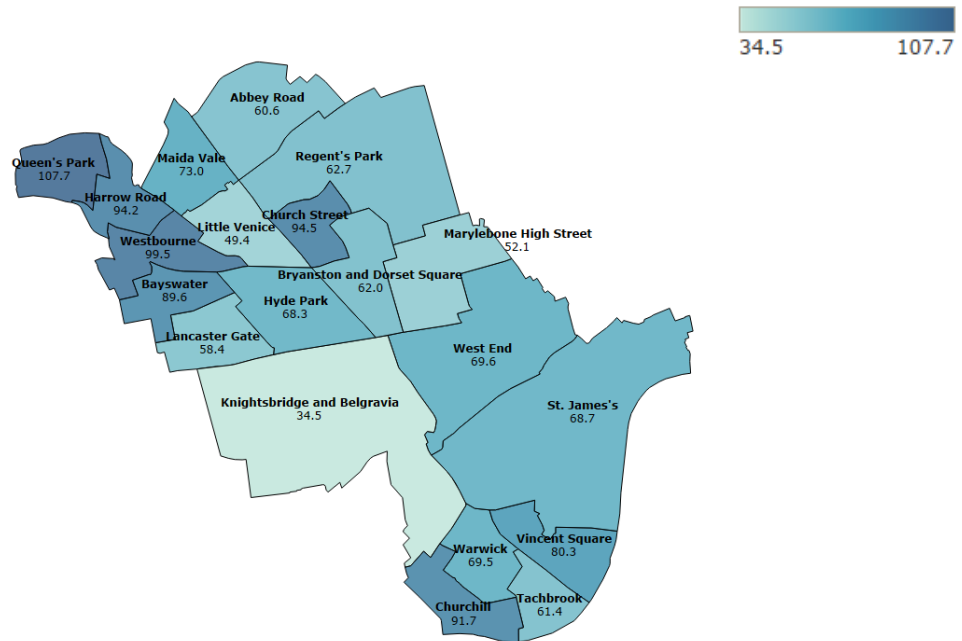 34.5 107.7
Abbey Road
60.6
Queen's Park
107.7
Maida Vale
73.0
Regent's Park
62.7
Harrow Road
94.2
Church Street
94.5
Little Venice
49.4
Marylebone High Street
52.1
Westbourne
99.5
Bayswater
89.6
Bryanston and Dorset Square
62.0
Hyde Park
68.3
Lancaster Gate
58.4
West End
69.6
Knightsbridge and Belgravia
34.5
St. James's
68.7
Vincent Square
80.3
Warwick
69.5
Tachbrook
61.4
Churchill
91.7